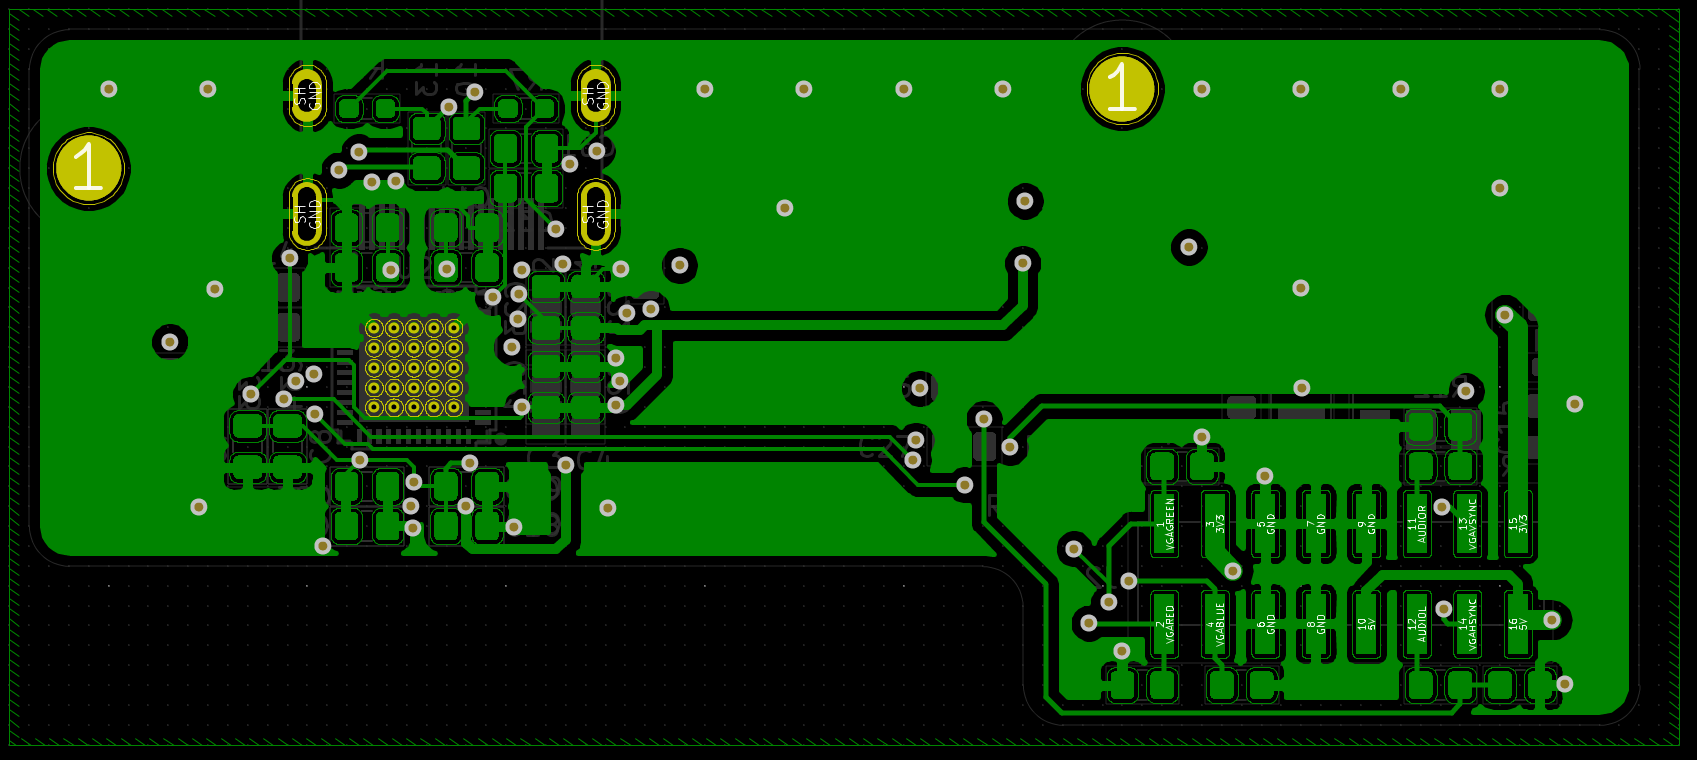 1
1
SH
GND
SH
GND
SH
GND
SH
GND
1
VGAGREEN
3
3V3
5
GND
7
GND
9
GND
11
AUDIOR
13
VGAVSYNC
15
3V3
2
VGARED
4
VGABLUE
6
GND
8
GND
10
5V
12
AUDIOL
14
VGAHSYNC
16
5V